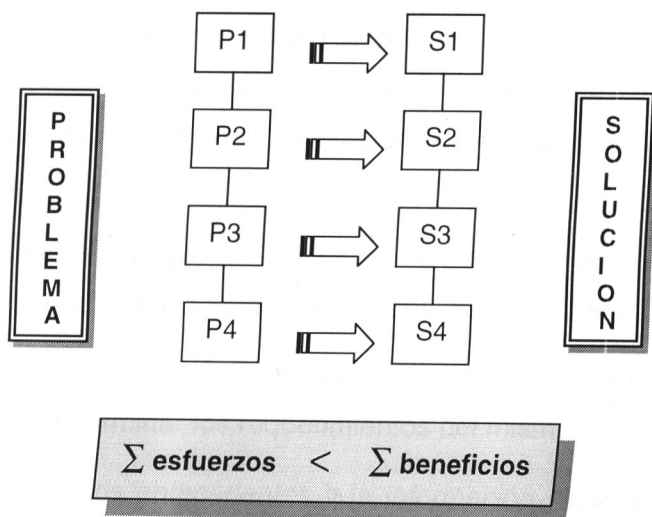 PROBLEMA
P1 S1
P2 S2
P3 S3
P4 S4
SOLUCION
∑ esfuerzos < ∑ beneficios